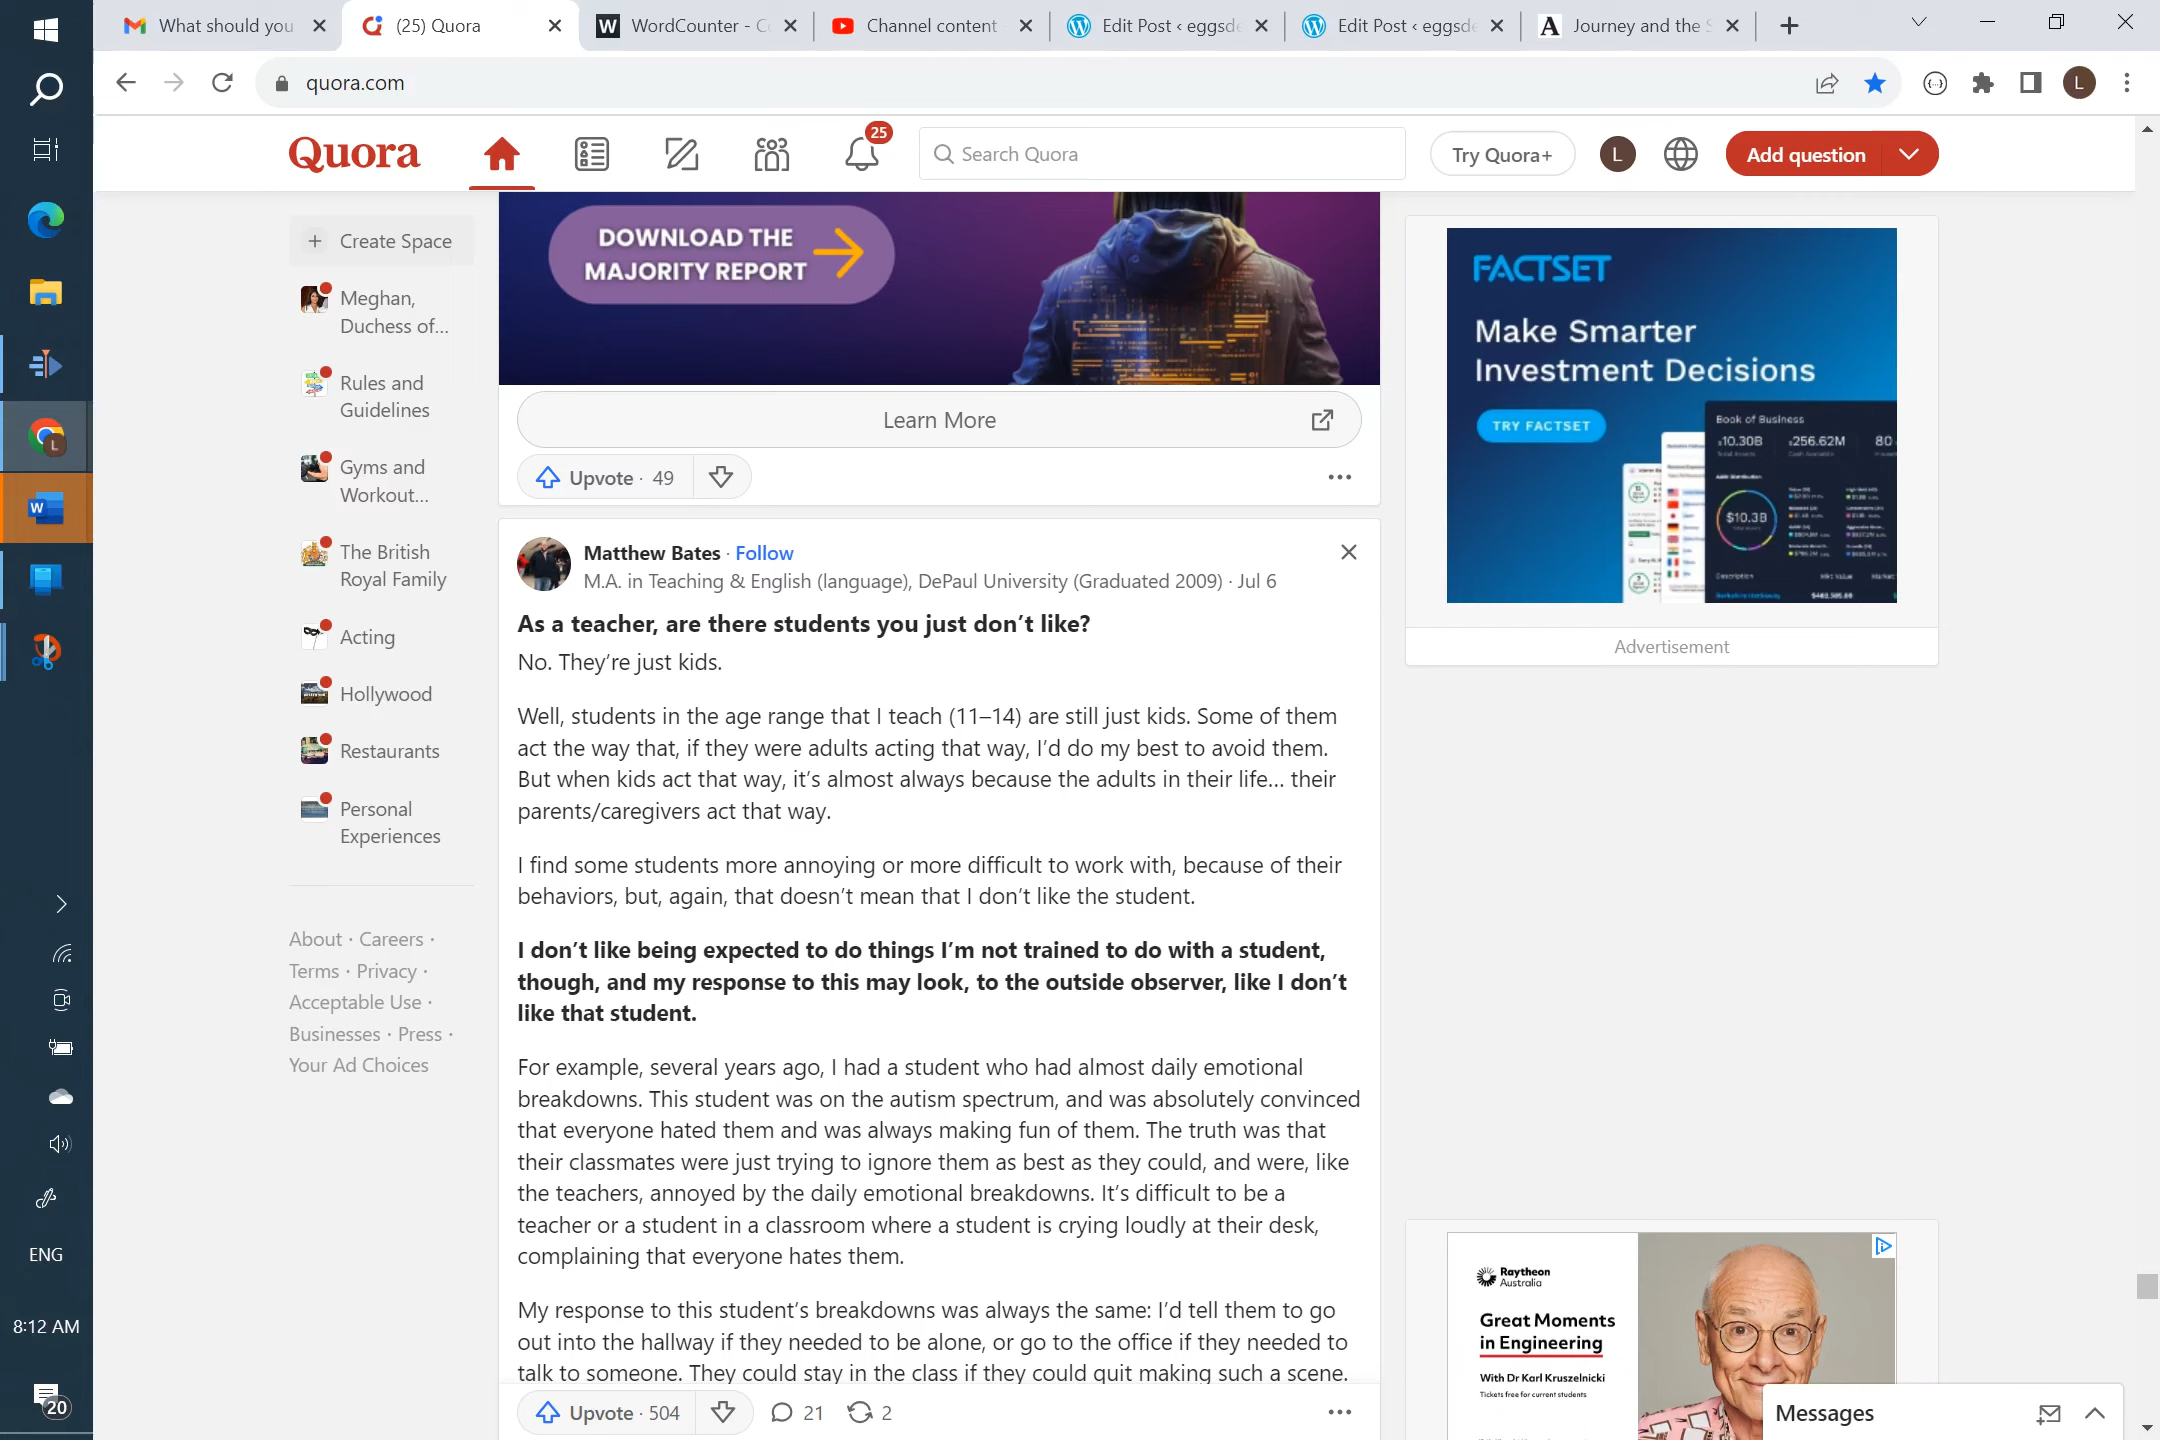 What should you
(25) Quora
WordCounter - Co
Channel content
Edit Post ‹ eggsde
Edit Post ‹ eggsde
Journey and the S
quora.com
L
Quora
25
Search Quora
Try Quora+
L
Add question
Create Space
Meghan,
Duchess of...
Rules and
Guidelines
Gyms and
Workout...
The British
Royal Family
Acting
Hollywood
Restaurants
Personal
Experiences
About · Careers ·
Terms · Privacy ·
Acceptable Use ·
Businesses · Press ·
Your Ad Choices
DOWNLOAD THE
MAJORITY REPORT
Learn More
Upvote · 49
Matthew Bates · Follow
M.A. in Teaching & English (language), DePaul University (Graduated 2009) · Jul 6
As a teacher, are there students you just don’t like?
No. They’re just kids.
Well, students in the age range that I teach (11–14) are still just kids. Some of them
act the way that, if they were adults acting that way, I’d do my best to avoid them.
But when kids act that way, it’s almost always because the adults in their life… their
parents/caregivers act that way.
I find some students more annoying or more difficult to work with, because of their
behaviors, but, again, that doesn’t mean that I don’t like the student.
I don’t like being expected to do things I’m not trained to do with a student,
though, and my response to this may look, to the outside observer, like I don’t
like that student.
For example, several years ago, I had a student who had almost daily emotional
breakdowns. This student was on the autism spectrum, and was absolutely convinced
that everyone hated them and was always making fun of them. The truth was that
their classmates were just trying to ignore them as best as they could, and were, like
the teachers, annoyed by the daily emotional breakdowns. It’s difficult to be a
teacher or a student in a classroom where a student is crying loudly at their desk,
complaining that everyone hates them.
My response to this student’s breakdowns was always the same: I’d tell them to go
out into the hallway if they needed to be alone, or go to the office if they needed to
talk to someone. They could stay in the class if they could quit making such a scene.
Upvote · 504
21
2
FACTSET
Make Smarter
Investment Decisions
TRY FACTSET
Book of Business
$10.30B
$256.62M
80
$10.3B
Advertisement
Raytheon
Australia
Great Moments
in Engineering
With Dr Karl Kruszelnicki
Tickets free for current students
Messages
L
W
ENG
8:12 AM
20